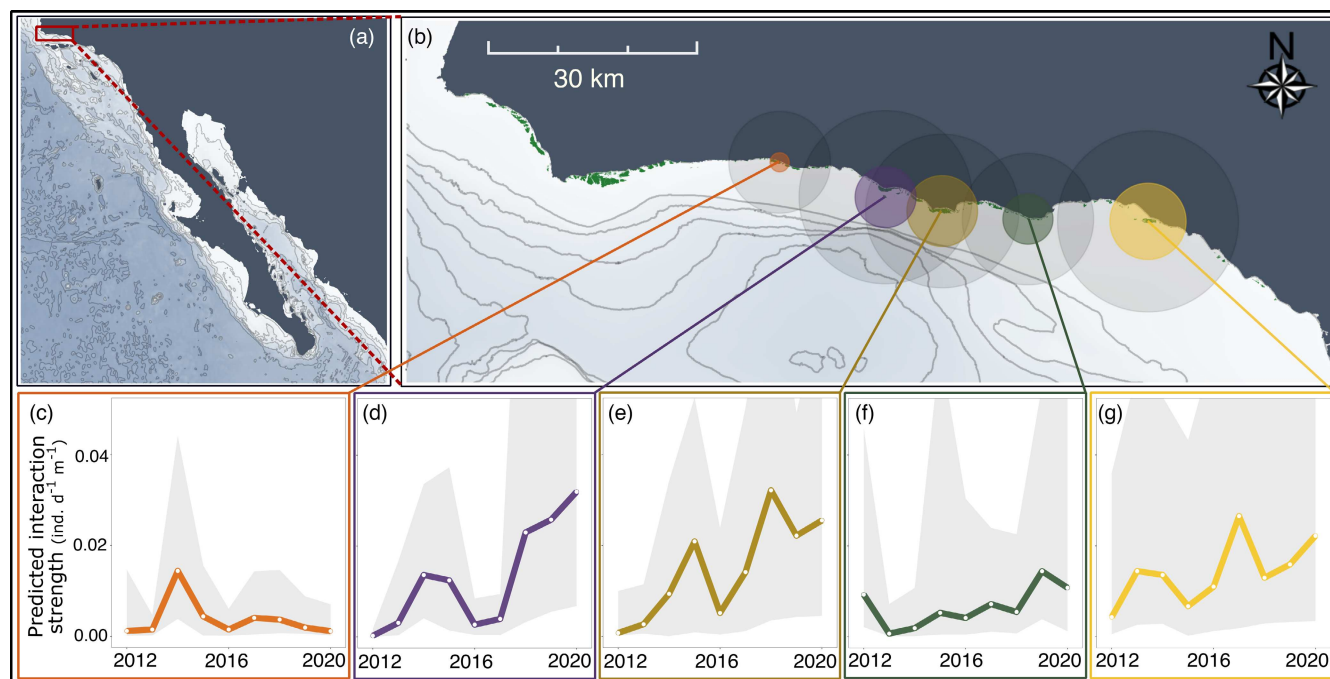 (a)
(b)
30 km
N
(c)
(d)
(e)
(f)
(g)
Predicted interaction
strength (ind. d⁻¹ m⁻¹)
0.04
0.02
0.00
2012 2016 2020
2012 2016 2020
2012 2016 2020
2012 2016 2020
2012 2016 2020